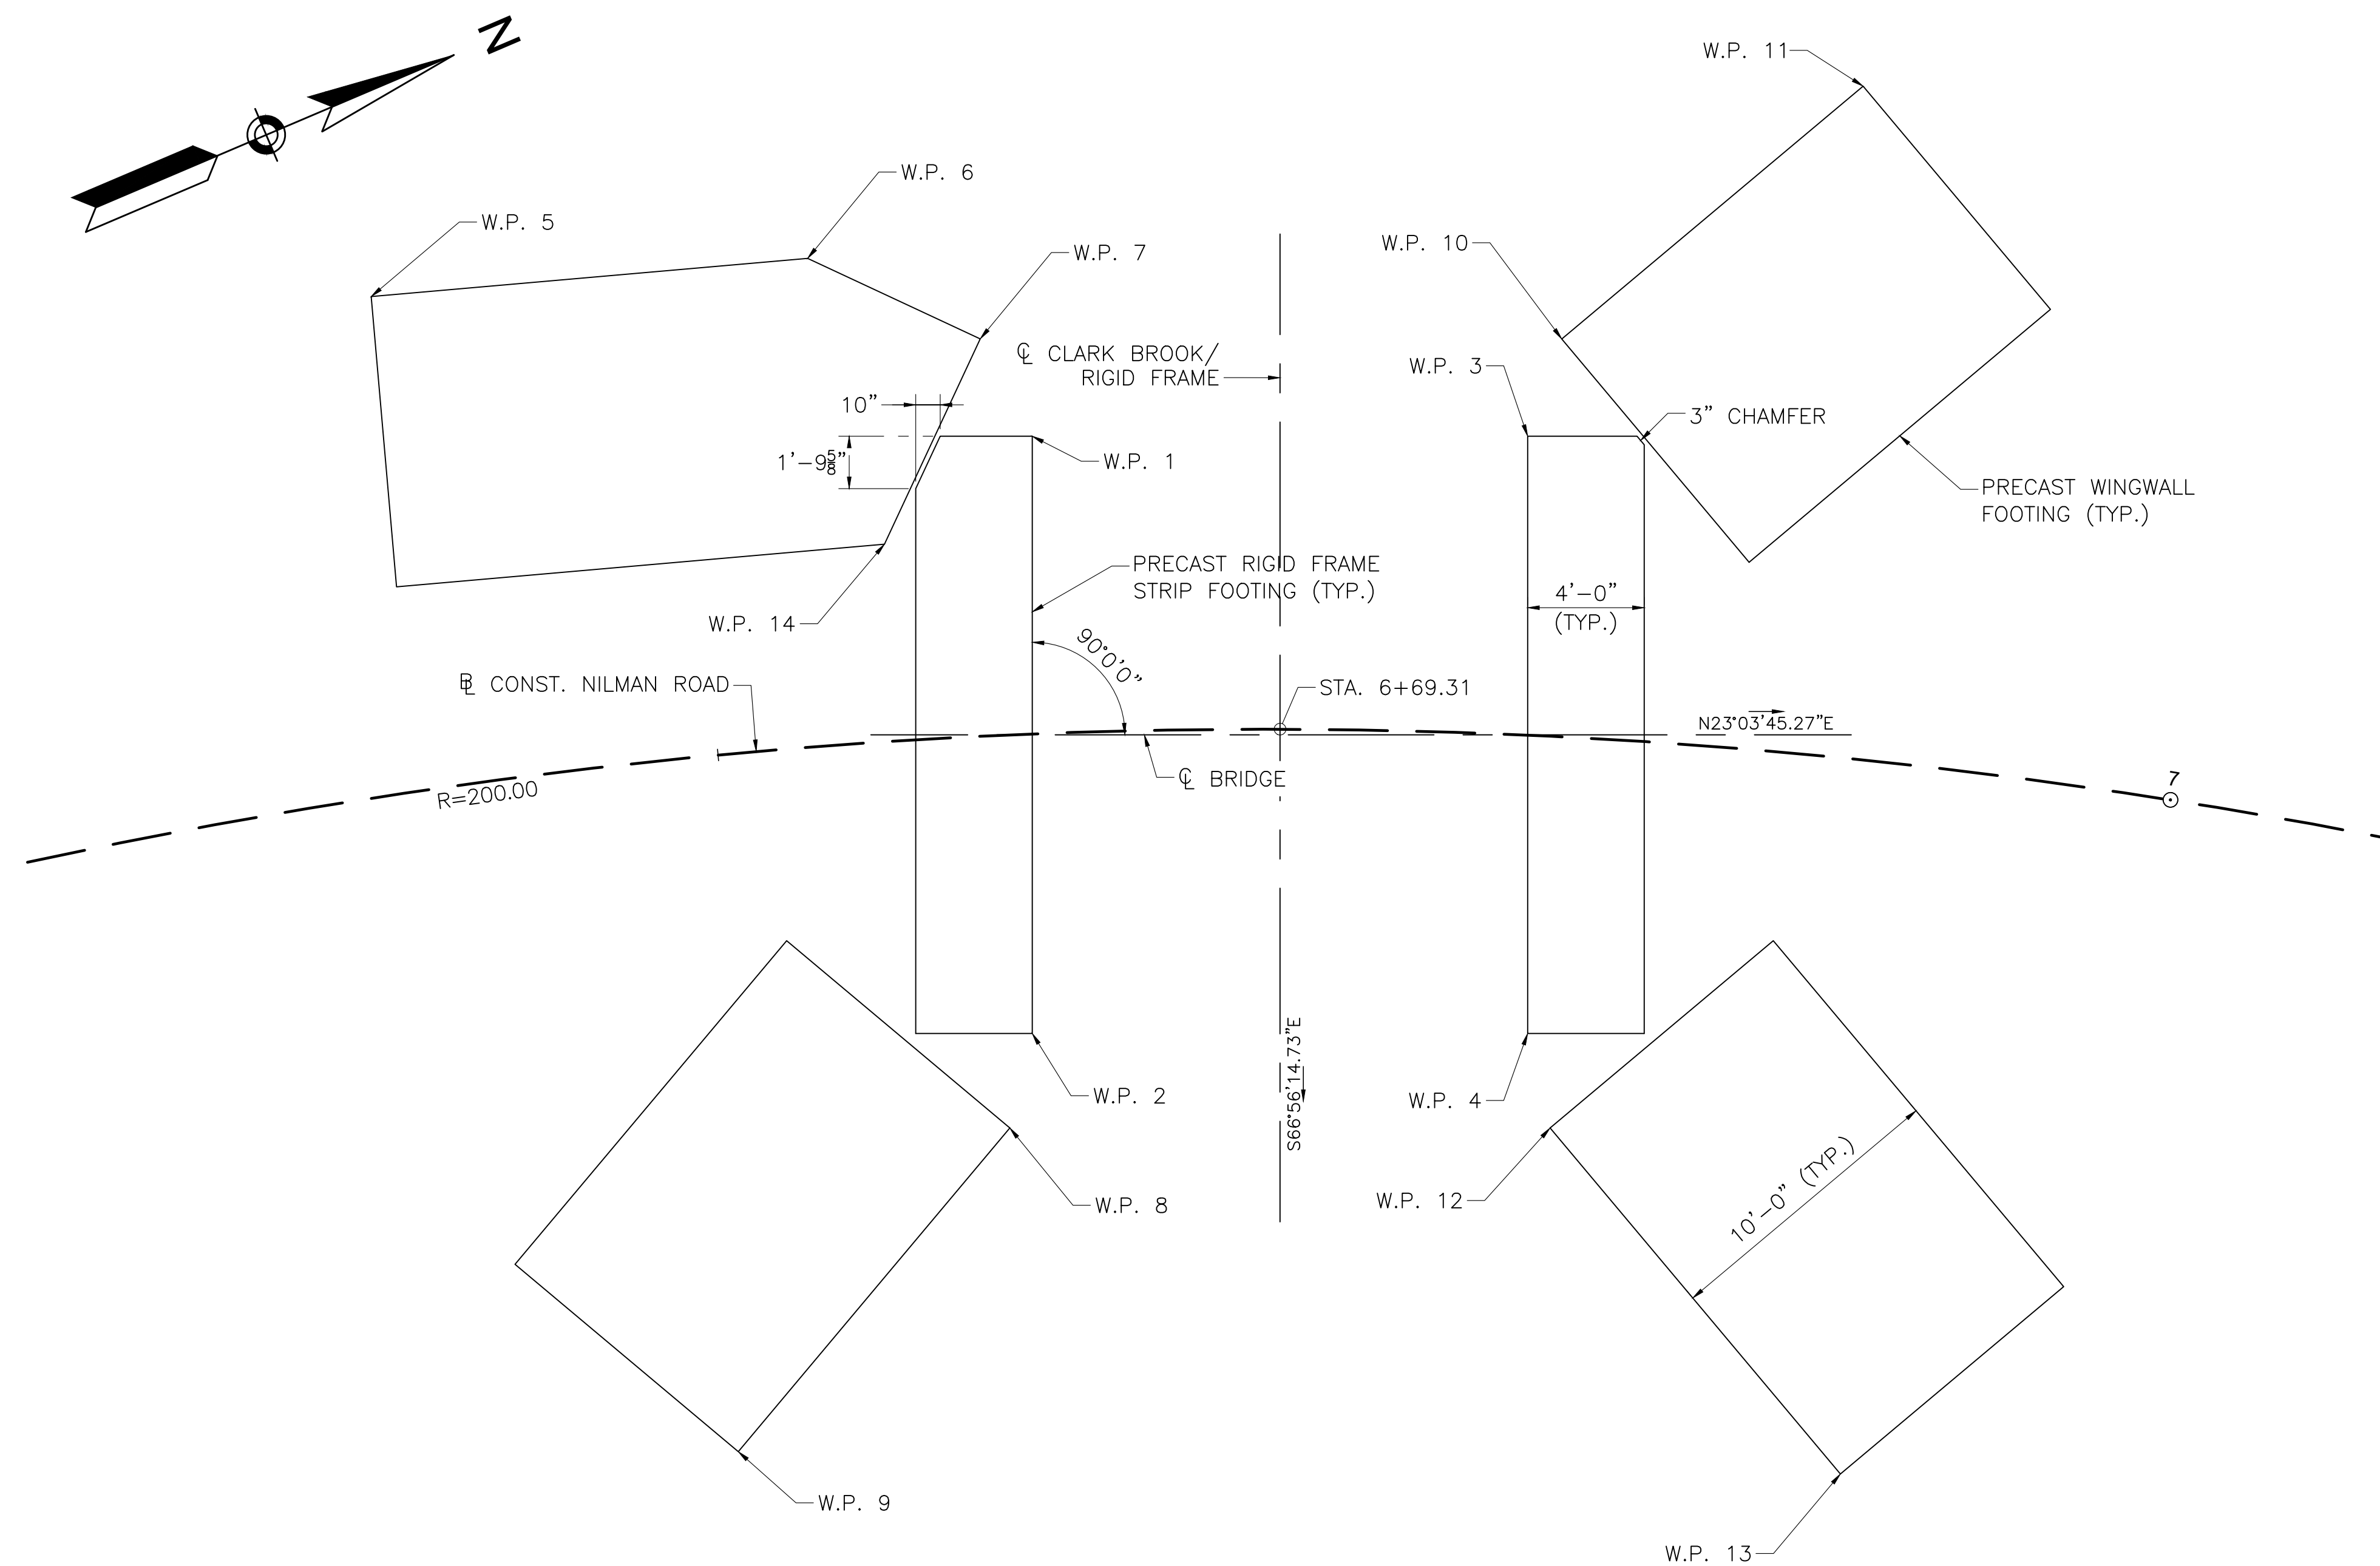 N
W.P. 11
W.P. 6
W.P. 5
W.P. 7
W.P. 10
℄ CLARK BROOK/
RIGID FRAME
W.P. 3
10"
3" CHAMFER
1'-9⅝"
W.P. 1
PRECAST WINGWALL
FOOTING (TYP.)
PRECAST RIGID FRAME
STRIP FOOTING (TYP.)
4'-0"
(TYP.)
W.P. 14
90°0'0"
BL CONST. NILMAN ROAD
STA. 6+69.31
N23°03'45.27"E
℄ BRIDGE
7
R=200.00
S66°56'14.73"E
W.P. 2
W.P. 4
W.P. 8
W.P. 12
10'-0" (TYP.)
W.P. 9
W.P. 13